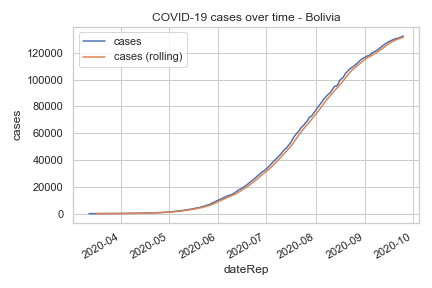 COVID-19 cases over time - Bolivia
cases
cases (rolling)
120000
100000
80000
60000
40000
20000
0
cases
2020-04
2020-05
2020-06
2020-07
2020-08
2020-09
2020-10
dateRep